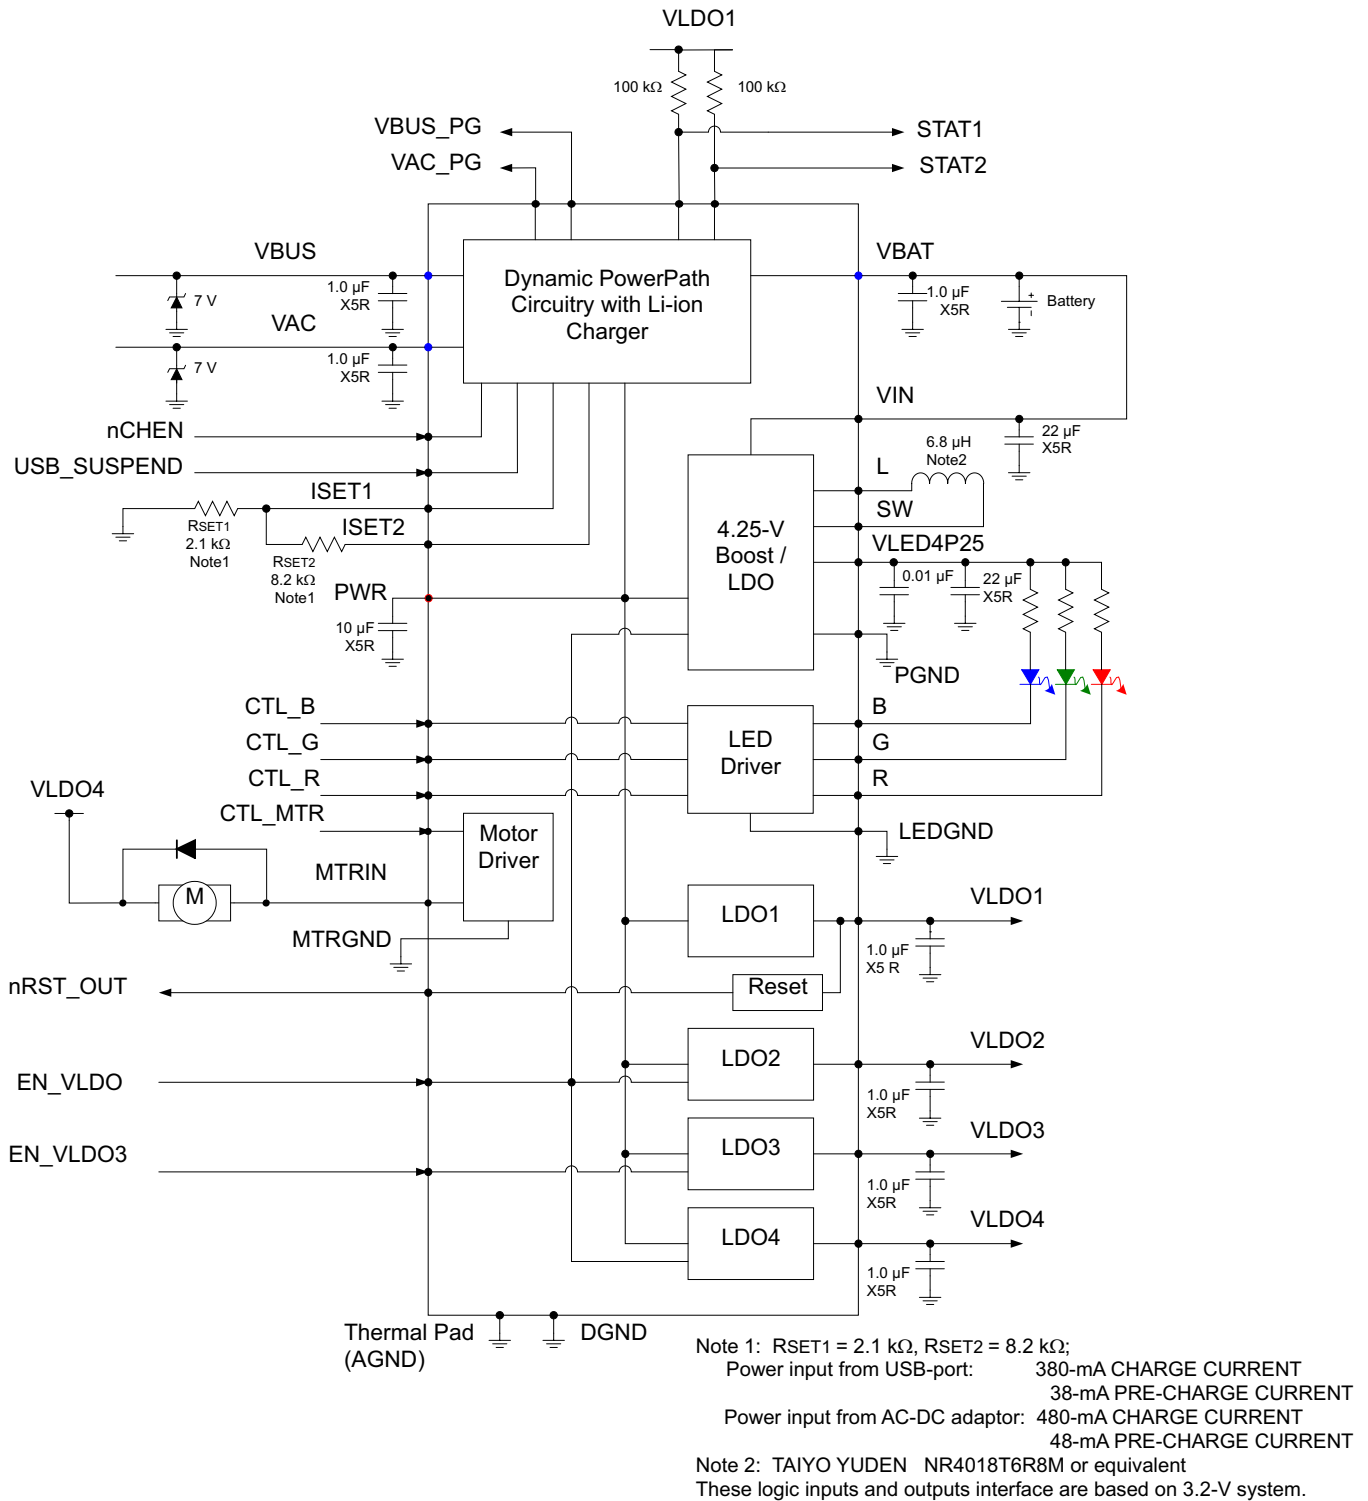 VLDO1
100 kΩ
100 kΩ
VBUS_PG
STAT1
VAC_PG
STAT2
VBUS
VBAT
Dynamic PowerPath
Circuitry with Li-ion
Charger
7 V
1.0 µF
X5R
1.0 µF
X5R
+
Battery
VAC
7 V
1.0 µF
X5R
VIN
nCHEN
22 µF
X5R
6.8 µH
Note2
USB_SUSPEND
L
ISET1
SW
RSET1
2.1 kΩ
Note1
ISET2
RSET2
8.2 kΩ
Note1
4.25-V
Boost /
LDO
VLED4P25
0.01 µF
22 µF
X5R
PWR
10 µF
X5R
PGND
CTL_B
B
CTL_G
LED
Driver
G
CTL_R
R
VLDO4
CTL_MTR
Motor
Driver
LEDGND
M
MTRIN
LDO1
VLDO1
MTRGND
1.0 µF
X5 R
nRST_OUT
Reset
LDO2
VLDO2
EN_VLDO
1.0 µF
X5R
LDO3
VLDO3
EN_VLDO3
1.0 µF
X5R
LDO4
VLDO4
1.0 µF
X5R
Thermal Pad
(AGND)
DGND
Note 1: RSET1 = 2.1 kΩ, RSET2 = 8.2 kΩ;
Power input from USB-port: 380-mA CHARGE CURRENT
38-mA PRE-CHARGE CURRENT
Power input from AC-DC adaptor: 480-mA CHARGE CURRENT
48-mA PRE-CHARGE CURRENT
Note 2: TAIYO YUDEN NR4018T6R8M or equivalent
These logic inputs and outputs interface are based on 3.2-V system.